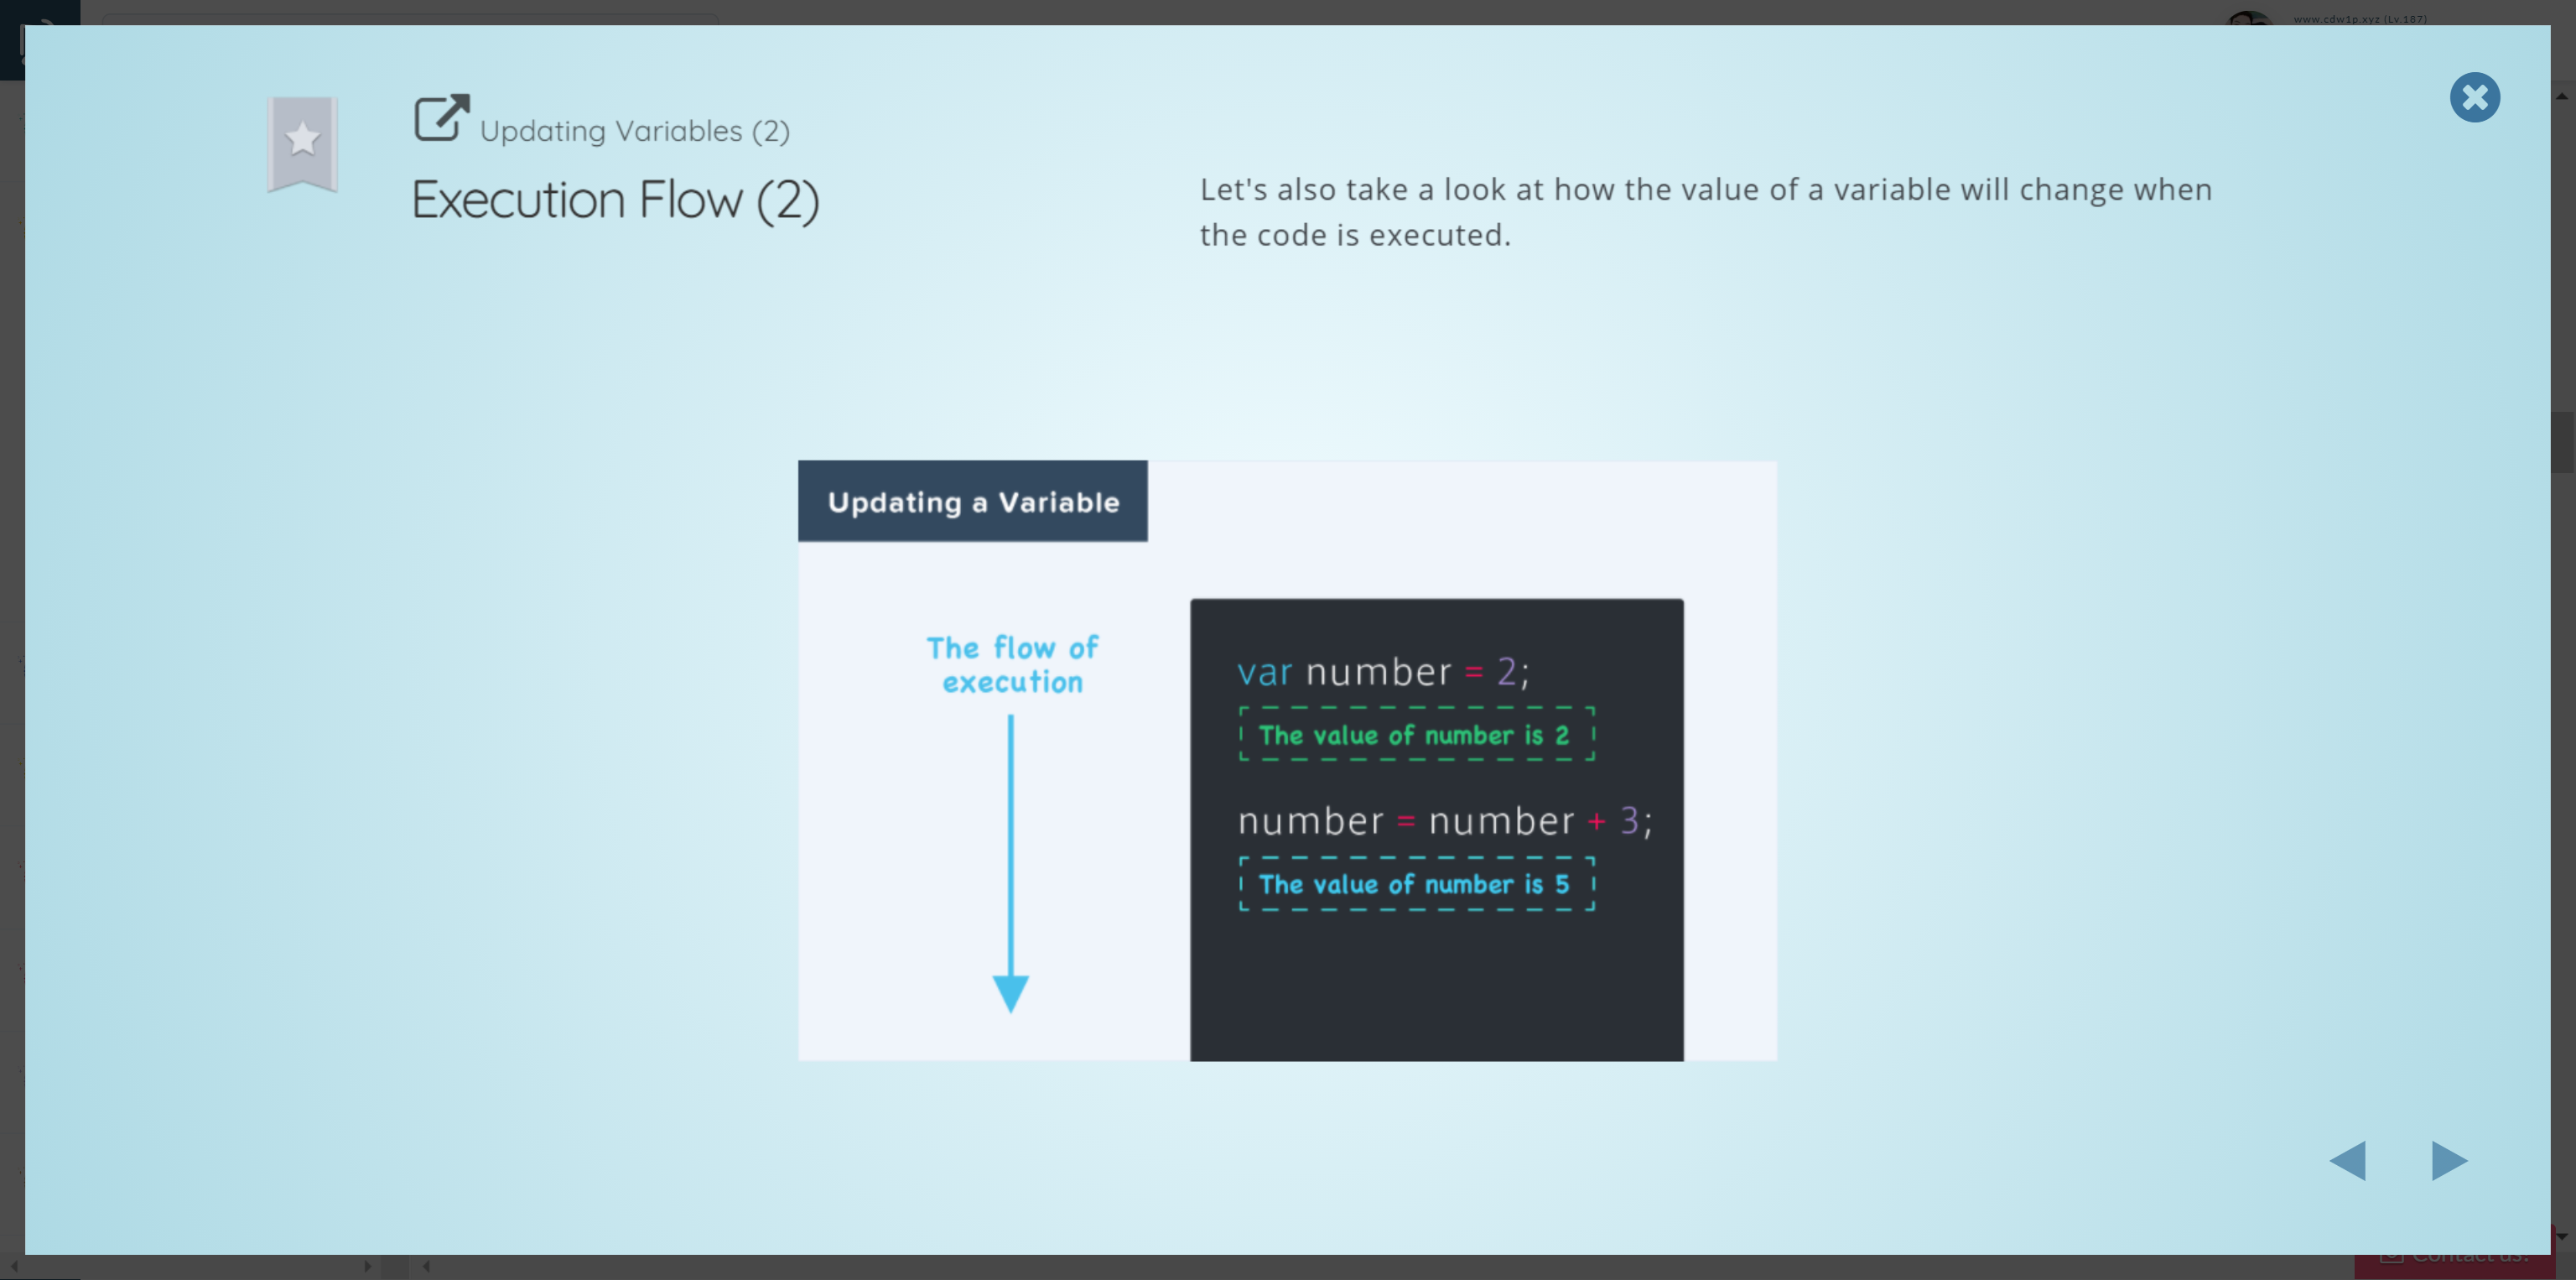 www.cdw1p.xyz (Lv.187)
Updating Variables (2)
Execution Flow (2)
Let's also take a look at how the value of a variable will change when
the code is executed.
Updating a Variable
The flow of
execution
var number = 2;
The value of number is 2
number = number + 3;
The value of number is 5
Contact us!